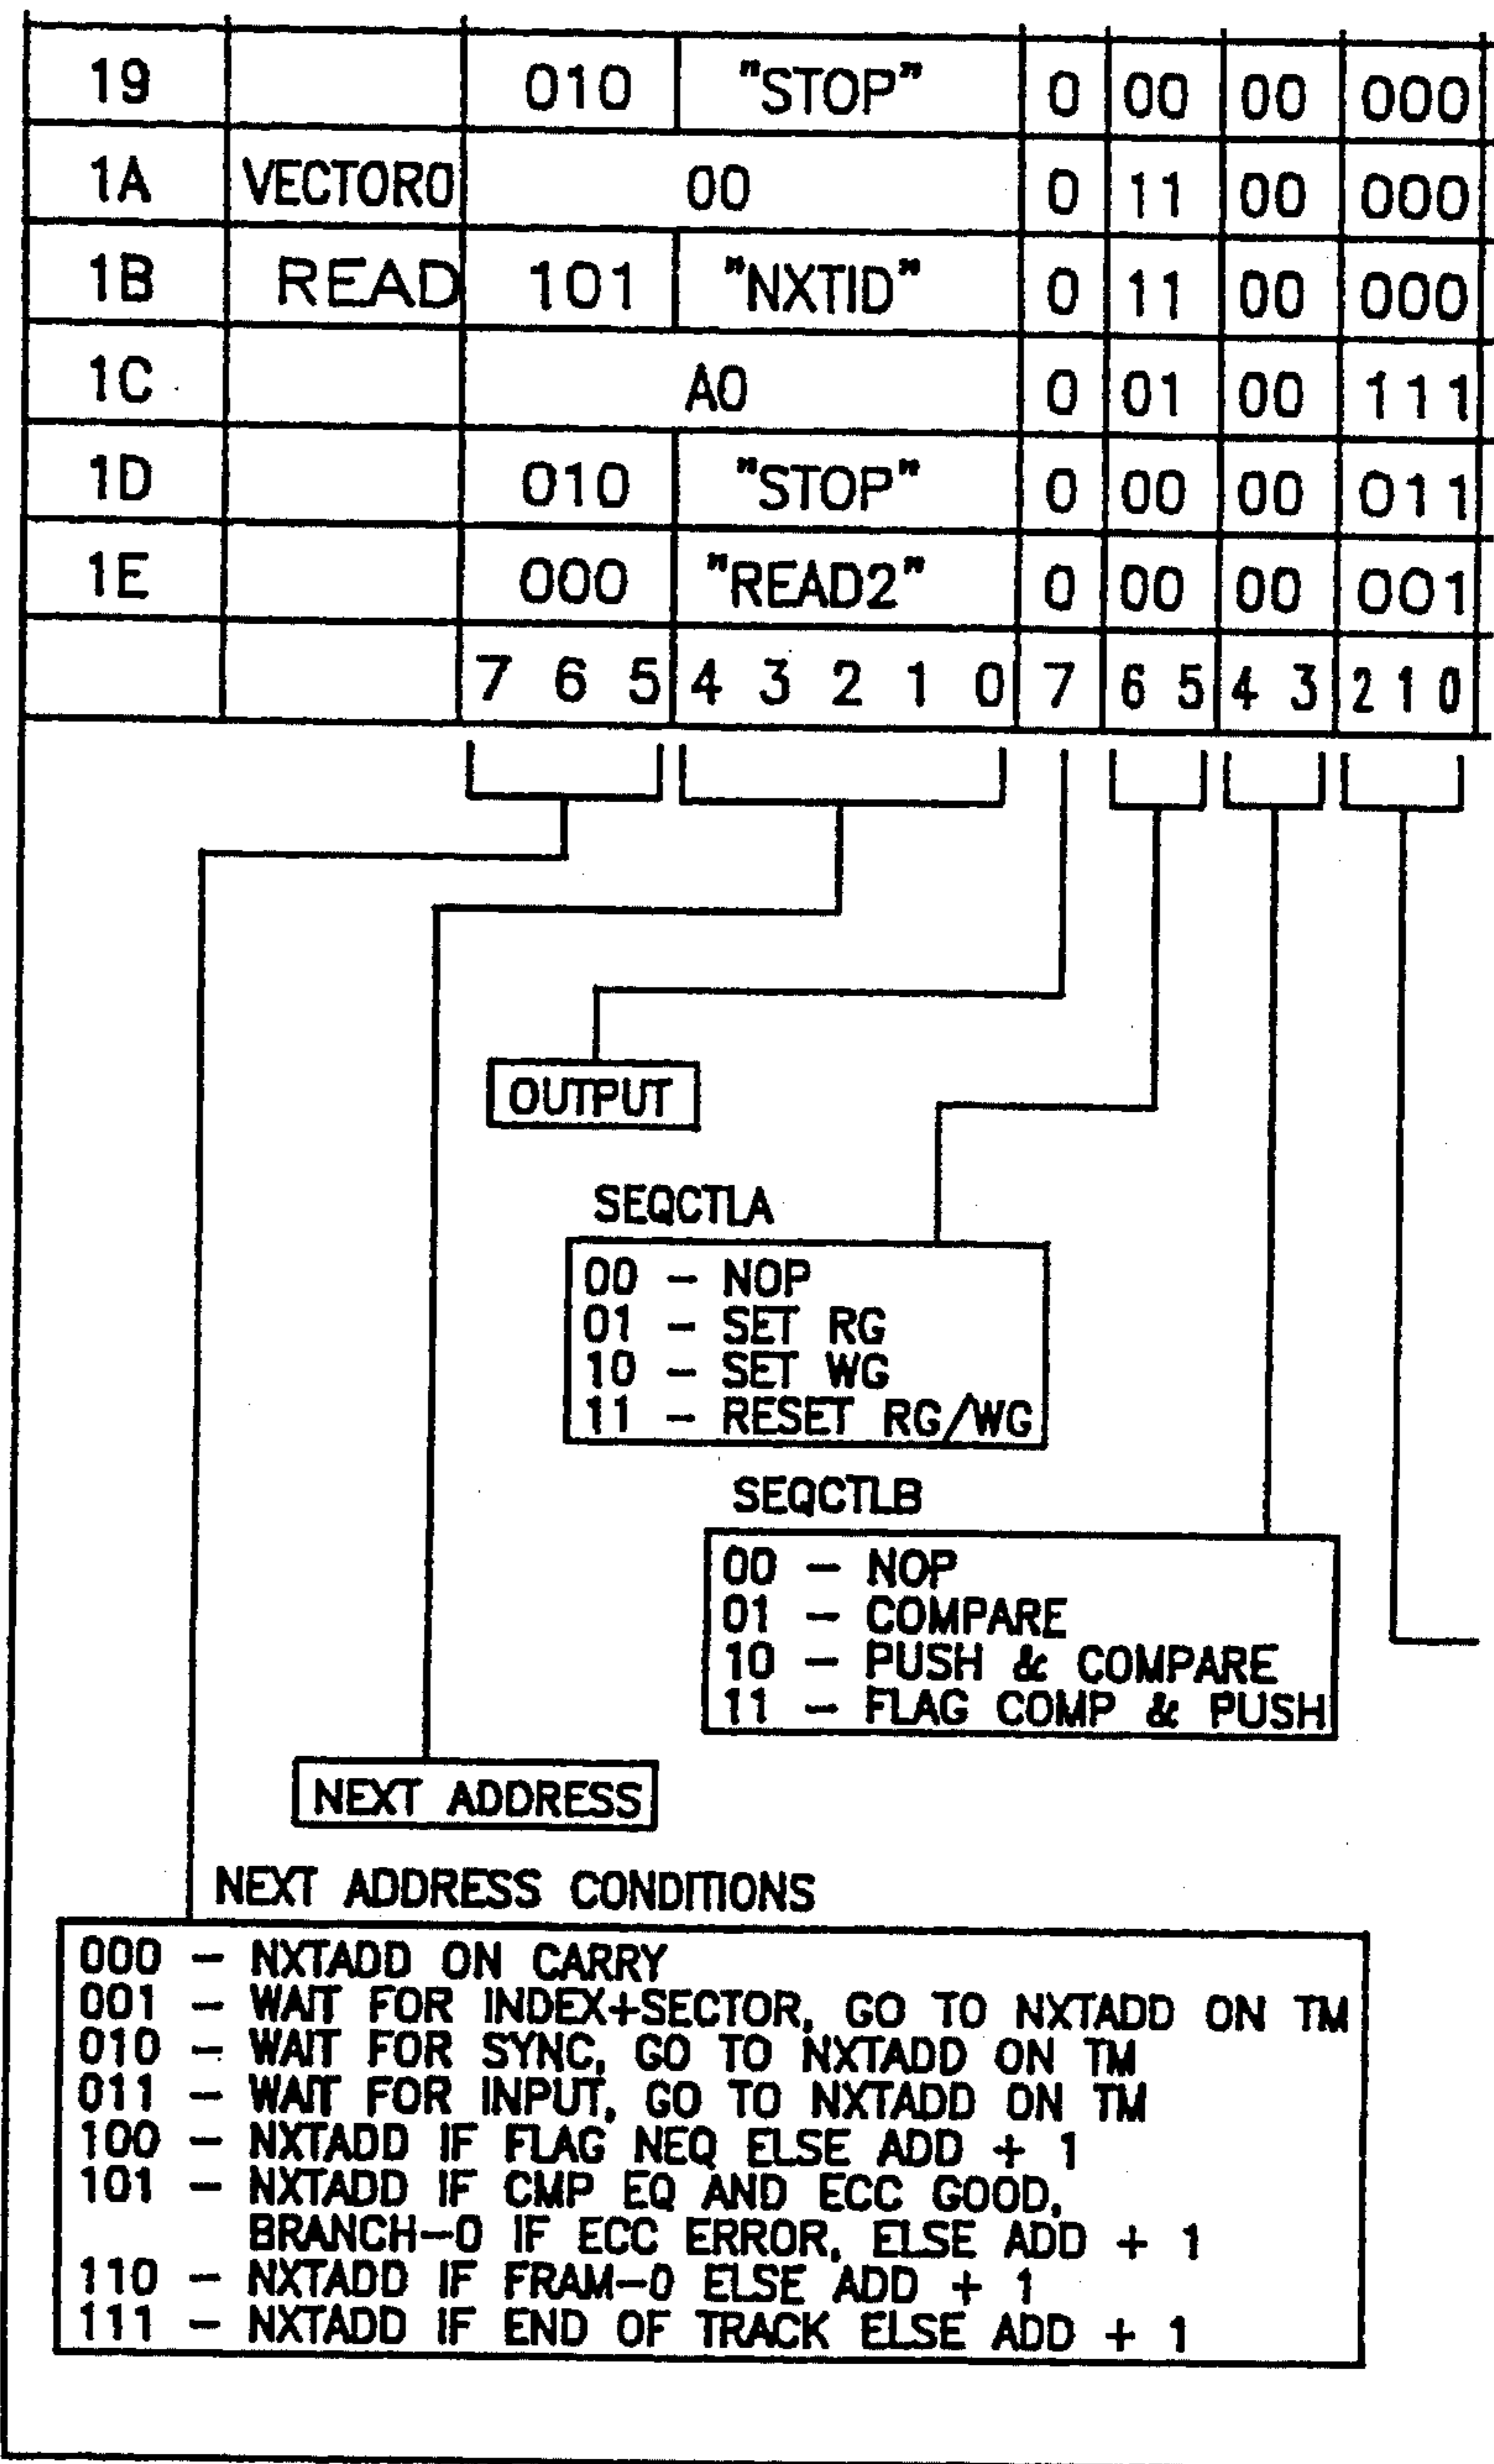 19 010 "STOP" 0 00 00 000
1A VECTOR0 00 0 11 00 000
1B READ 101 "NXTID" 0 11 00 000
1C A0 0 01 00 111
1D 010 "STOP" 0 00 00 011
1E 000 "READ2" 0 00 00 001
7 6 5 4 3 2 1 0 7 6 5 4 3 2 1 0
OUTPUT
SEQCTLA
00 - NOP
01 - SET RG
10 - SET WG
11 - RESET RG/WG
SEQCTLB
00 - NOP
01 - COMPARE
10 - PUSH & COMPARE
11 - FLAG COMP & PUSH
NEXT ADDRESS
NEXT ADDRESS CONDITIONS
000 - NXTADD ON CARRY
001 - WAIT FOR INDEX+SECTOR, GO TO NXTADD ON TM
010 - WAIT FOR SYNC, GO TO NXTADD ON TM
011 - WAIT FOR INPUT, GO TO NXTADD ON TM
100 - NXTADD IF FLAG NEQ ELSE ADD + 1
101 - NXTADD IF CMP EQ AND ECC GOOD,
BRANCH-0 IF ECC ERROR, ELSE ADD + 1
110 - NXTADD IF FRAM-0 ELSE ADD + 1
111 - NXTADD IF END OF TRACK ELSE ADD + 1